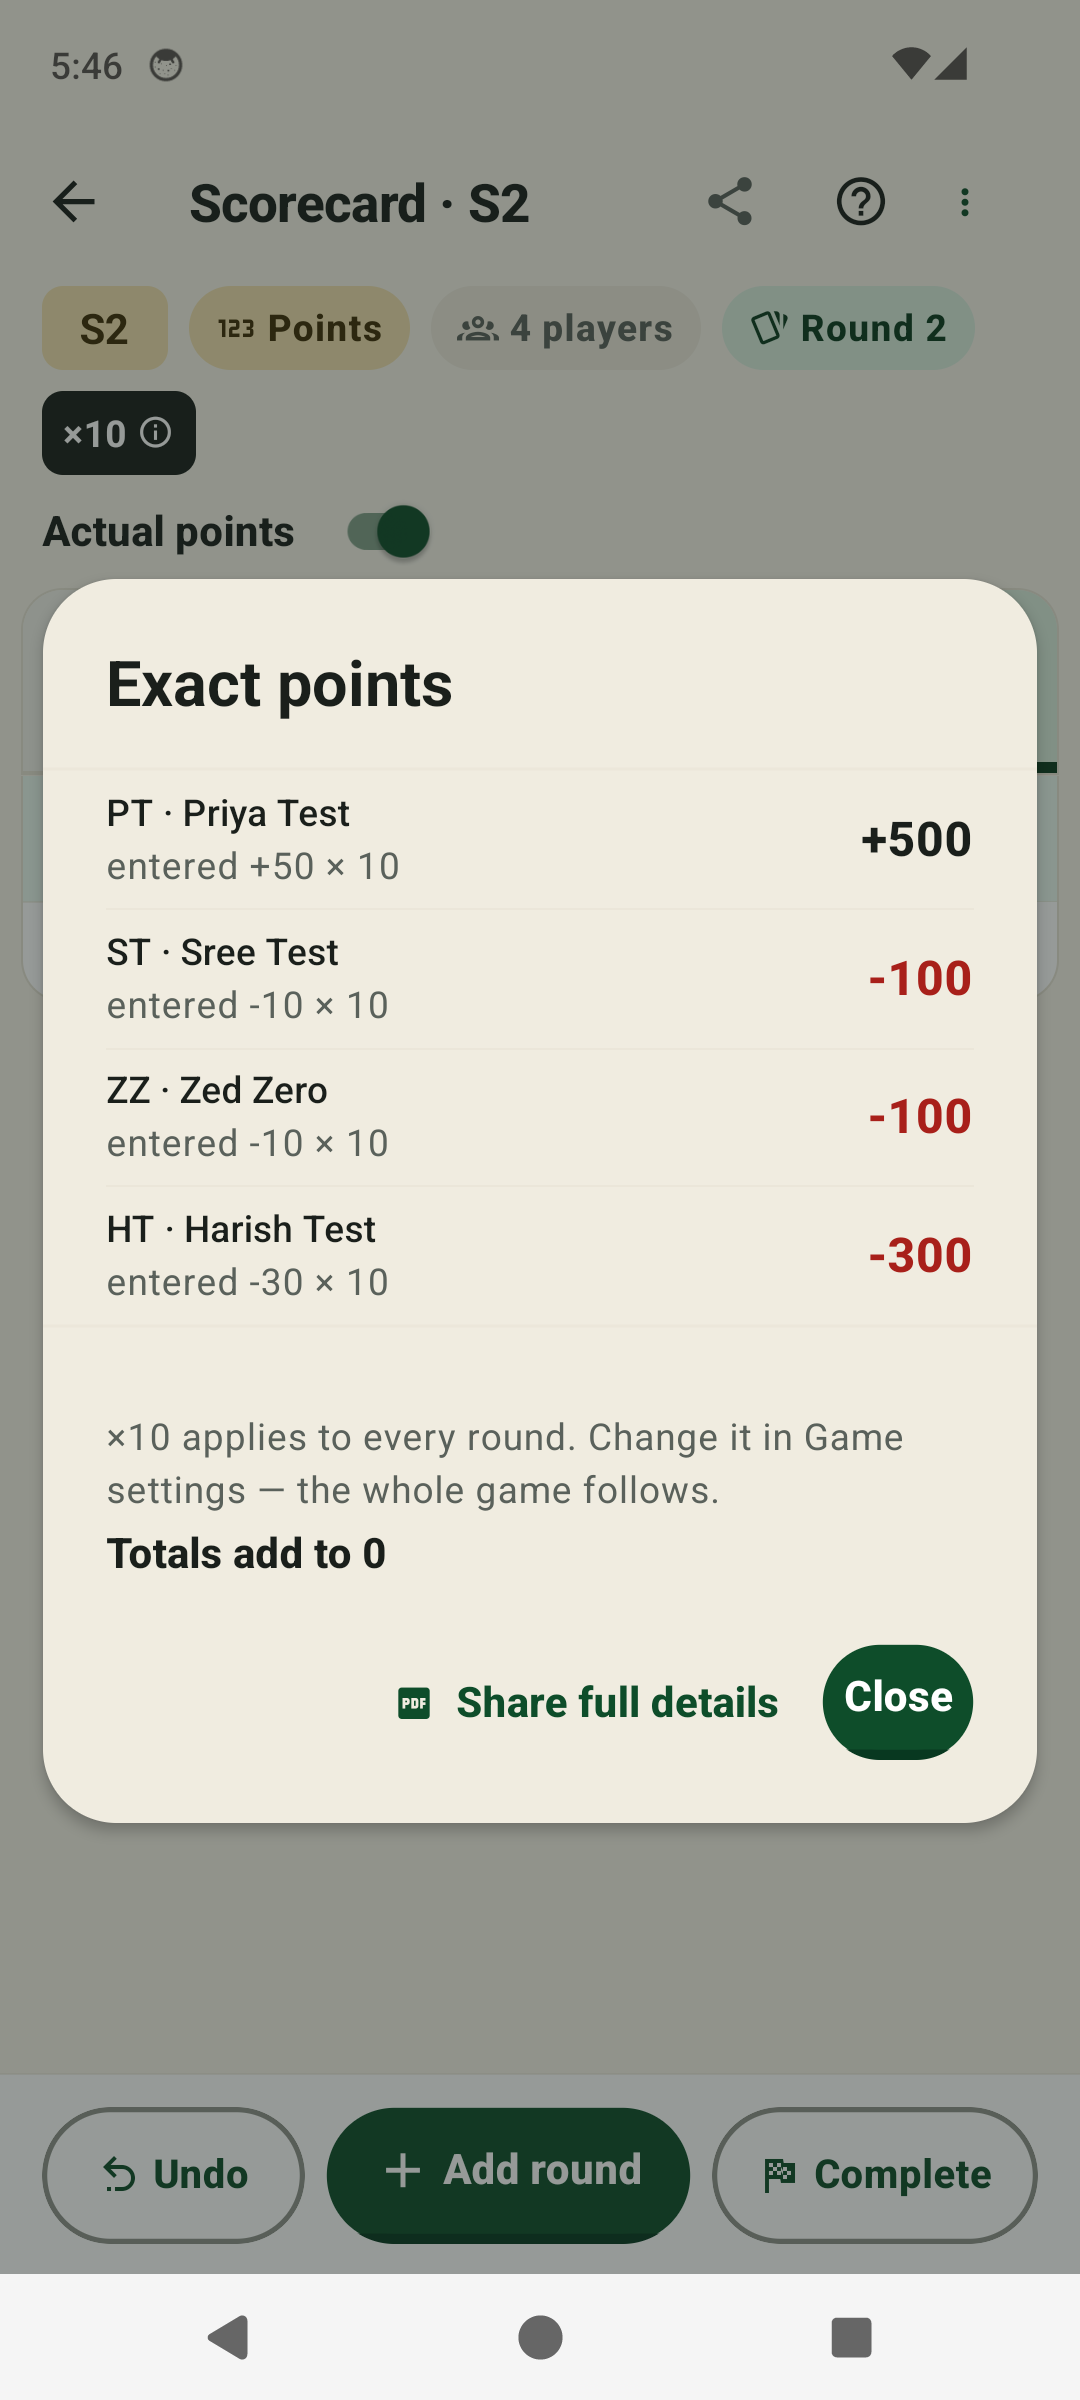 5:46
Scorecard · S2
S2
123 Points
4 players
Round 2
×10
Actual points
Exact points
PT · Priya Test
entered +50 × 10
+500
ST · Sree Test
entered -10 × 10
-100
ZZ · Zed Zero
entered -10 × 10
-100
HT · Harish Test
entered -30 × 10
-300
×10 applies to every round. Change it in Game
settings — the whole game follows.
Totals add to 0
PDF Share full details
Close
Undo
+ Add round
Complete